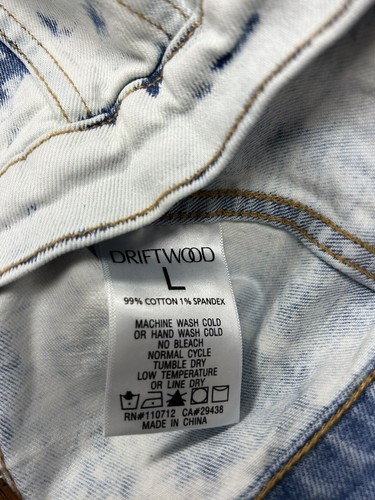 DRIFTWOOD
L
99% COTTON 1% SPANDEX
MACHINE WASH COLD
OR HAND WASH COLD
NO BLEACH
NORMAL CYCLE
TUMBLE DRY
LOW TEMPERATURE
OR LINE DRY
RN#110712 CA#29438
MADE IN CHINA